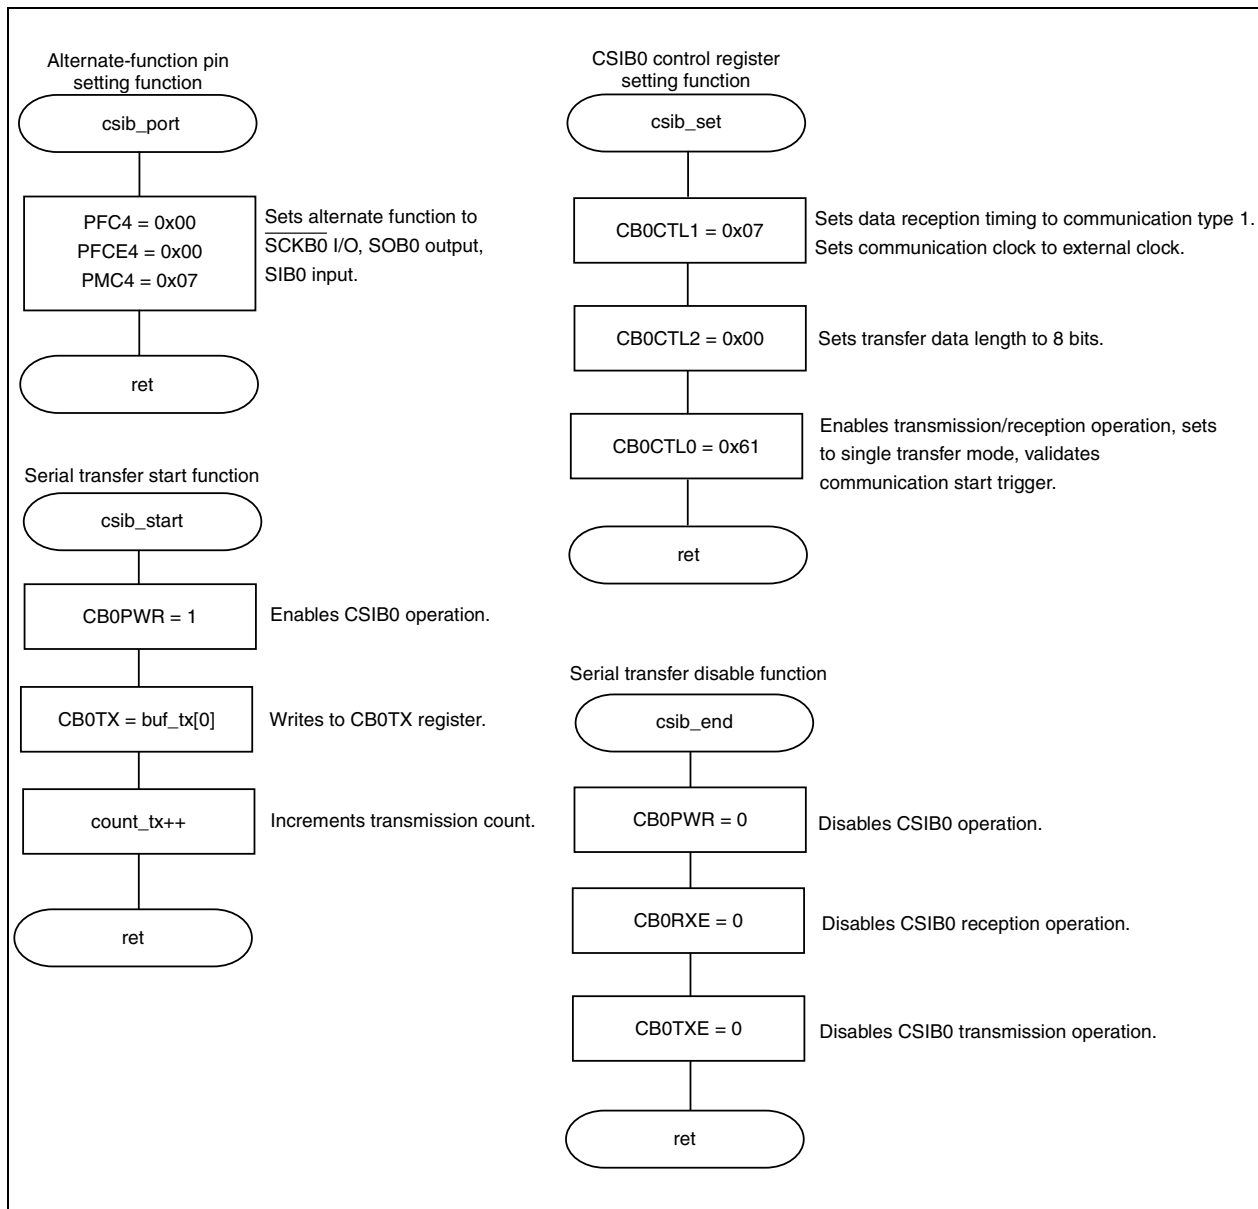 Alternate-function pin
setting function
csib_port
PFC4 = 0x00
PFCE4 = 0x00
PMC4 = 0x07
Sets alternate function to
SCKB0 I/O, SOB0 output,
SIB0 input.
ret
Serial transfer start function
csib_start
CB0PWR = 1
Enables CSIB0 operation.
CB0TX = buf_tx[0]
Writes to CB0TX register.
count_tx++
Increments transmission count.
ret
CSIB0 control register
setting function
csib_set
CB0CTL1 = 0x07
Sets data reception timing to communication type 1.
Sets communication clock to external clock.
CB0CTL2 = 0x00
Sets transfer data length to 8 bits.
CB0CTL0 = 0x61
Enables transmission/reception operation, sets
to single transfer mode, validates
communication start trigger.
ret
Serial transfer disable function
csib_end
CB0PWR = 0
Disables CSIB0 operation.
CB0RXE = 0
Disables CSIB0 reception operation.
CB0TXE = 0
Disables CSIB0 transmission operation.
ret